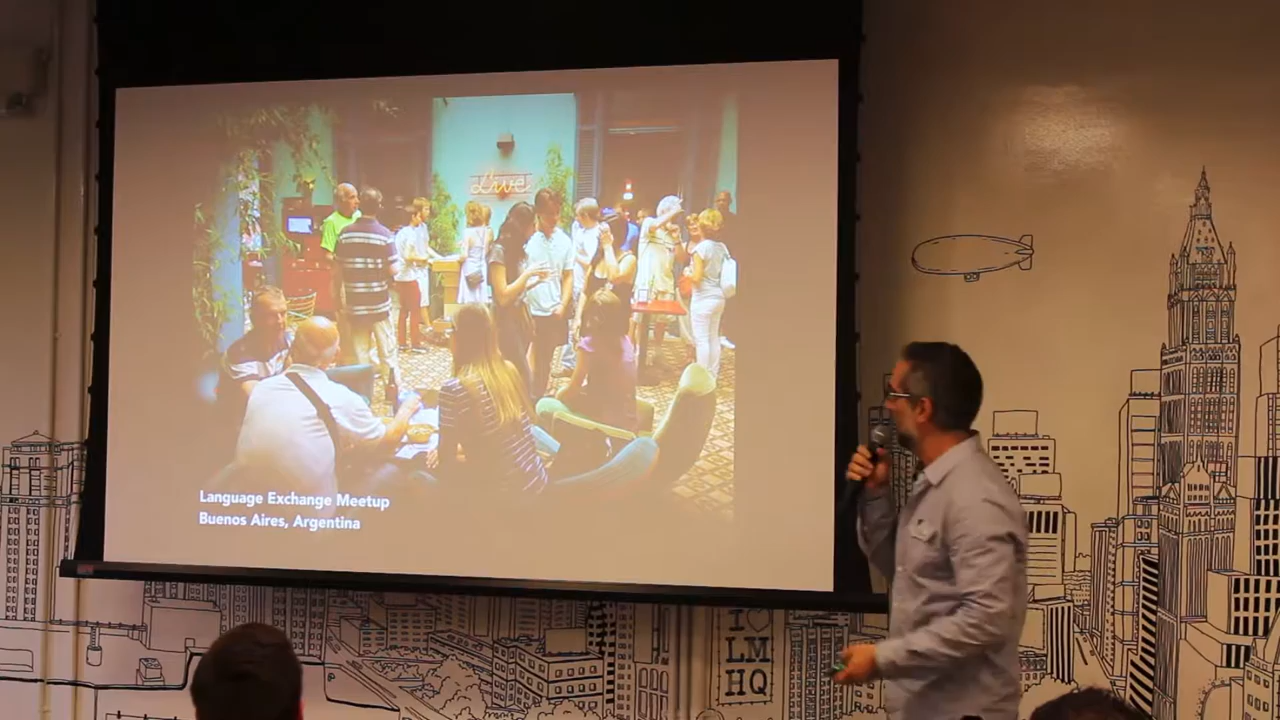 Live
Language Exchange Meetup
Buenos Aires, Argentina
I♡
LM
HQ